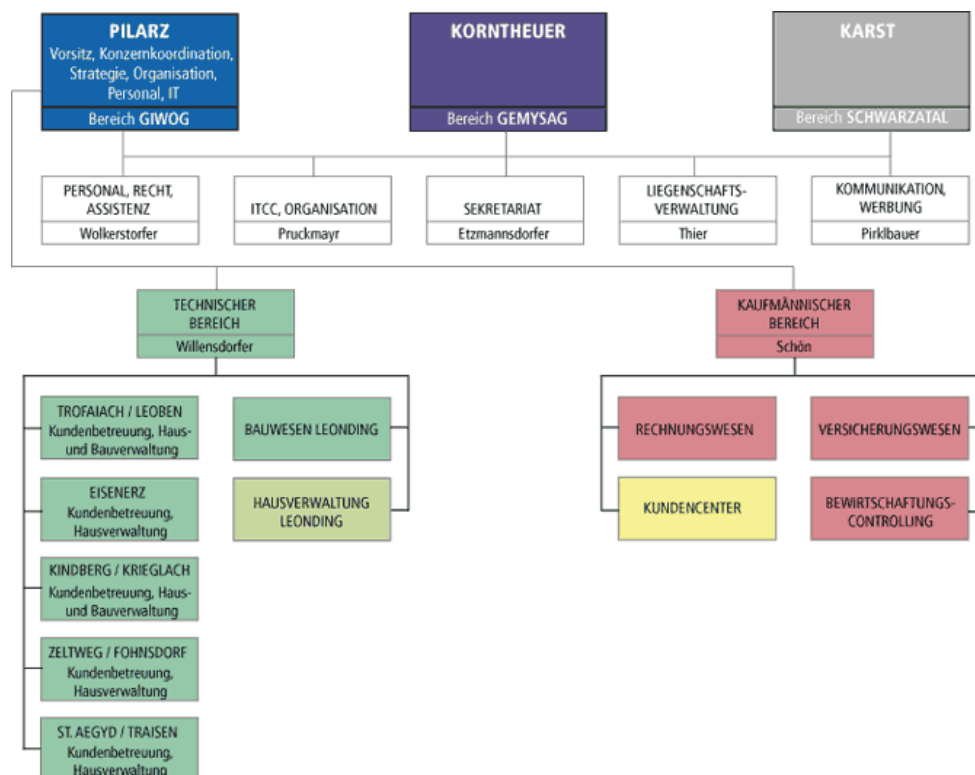 PILARZ
Vorsitz, Konzernkoordination,
Strategie, Organisation,
Personal, IT
Bereich GIWOG
KORNTHEUER
Bereich GEMYSAG
KARST
Bereich SCHWARZATAL
PERSONAL, RECHT,
ASSISTENZ
Wolkerstorfer
ITCC, ORGANISATION
Pruckmayr
SEKRETARIAT
Etzmannsdorfer
LIEGENSCHAFTS-
VERWALTUNG
Thier
KOMMUNIKATION,
WERBUNG
Pirklbauer
TECHNISCHER
BEREICH
Willensdorfer
KAUFMÄNNISCHER
BEREICH
Schön
TROFAIACH / LEOBEN
Kundenbetreuung, Haus-
und Bauverwaltung
BAUWESEN LEONDING
RECHNUNGSWESEN
VERSICHERUNGSWESEN
EISENERZ
Kundenbetreuung,
Hausverwaltung
HAUSVERWALTUNG
LEONDING
KUNDENCENTER
BEWIRTSCHAFTUNGS-
CONTROLLING
KINDBERG / KRIEGLACH
Kundenbetreuung, Haus-
und Bauverwaltung
ZELTWEG / FOHNSDORF
Kundenbetreuung,
Hausverwaltung
ST. AEGYD / TRAISEN
Kundenbetreuung,
Hausverwaltung